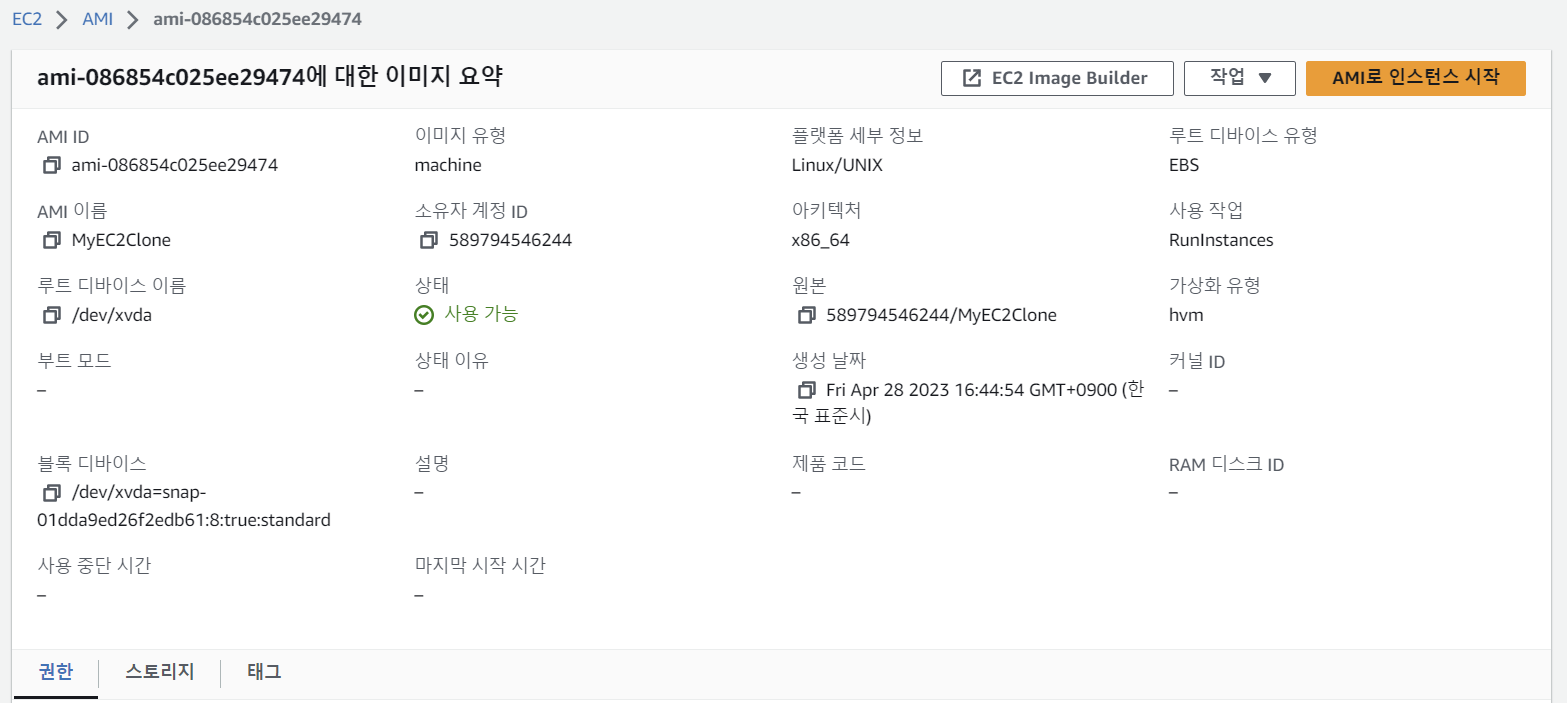 EC2 > AMI > ami-086854c025ee29474
ami-086854c025ee29474에 대한 이미지 요약
EC2 Image Builder
작업 ▼
AMI로 인스턴스 시작
AMI ID
ami-086854c025ee29474
이미지 유형
machine
플랫폼 세부 정보
Linux/UNIX
루트 디바이스 유형
EBS
AMI 이름
MyEC2Clone
소유자 계정 ID
589794546244
아키텍처
x86_64
사용 작업
RunInstances
루트 디바이스 이름
/dev/xvda
상태
사용 가능
원본
589794546244/MyEC2Clone
가상화 유형
hvm
부트 모드
–
상태 이유
–
생성 날짜
Fri Apr 28 2023 16:44:54 GMT+0900 (한
국 표준시)
커널 ID
–
블록 디바이스
/dev/xvda=snap-
01dda9ed26f2edb61:8:true:standard
설명
–
제품 코드
–
RAM 디스크 ID
–
사용 중단 시간
–
마지막 시작 시간
–
권한
스토리지
태그